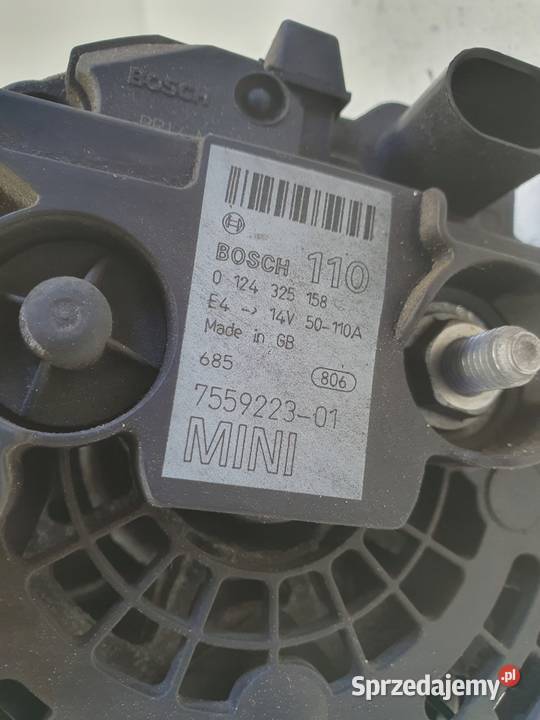 BOSCH
BOSCH 110
0 124 325 158
E4 -> 14V 50-110A
Made in GB
685
806
7559223-01
MINI
Sprzedajemy.pl